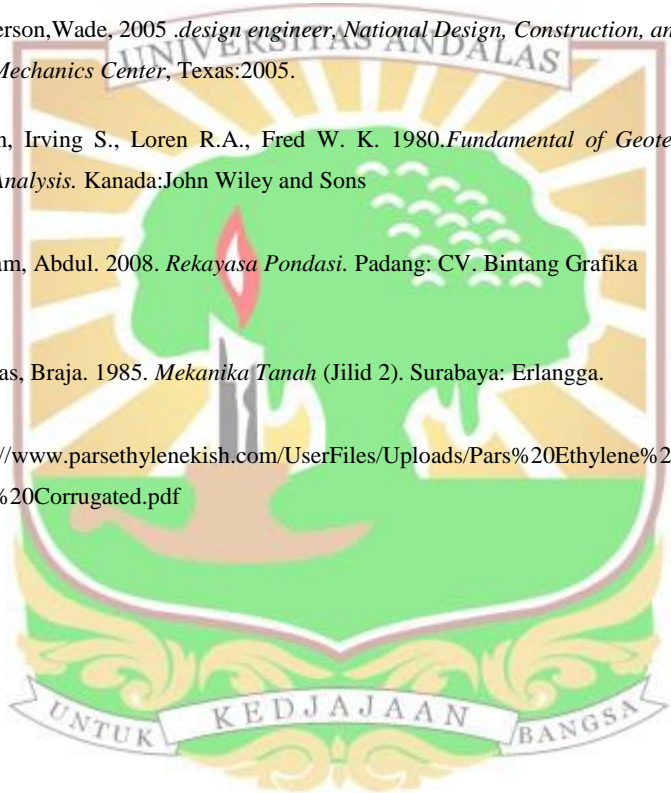 erson,Wade, 2005 .design engineer, National Design, Construction, an
UNIVERSITAS ANDALAS
Mechanics Center, Texas:2005.
n, Irving S., Loren R.A., Fred W. K. 1980.Fundamental of Geote
Analysis. Kanada:John Wiley and Sons
am, Abdul. 2008. Rekayasa Pondasi. Padang: CV. Bintang Grafika
as, Braja. 1985. Mekanika Tanah (Jilid 2). Surabaya: Erlangga.
//www.parsethylenekish.com/UserFiles/Uploads/Pars%20Ethylene%2
%20Corrugated.pdf
UNTUK KEDJAJAAN BANGSA